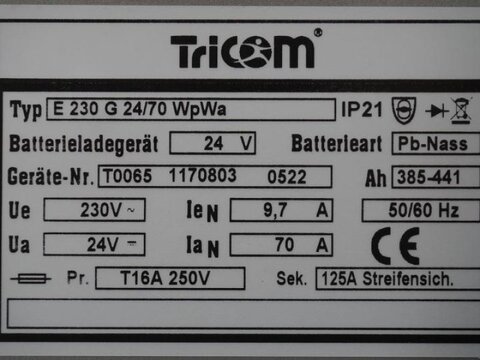 TriCOM
Typ E 230 G 24/70 WpWa IP21
Batterieladegerät 24 V Batterieart Pb-Nass
Geräte-Nr. T0065 1170803 0522 Ah 385-441
Ue 230V ~ IeN 9,7 A 50/60 Hz
Ua 24V ⎓ IaN 70 A CE
Pr. T16A 250V Sek. 125A Streifensich.